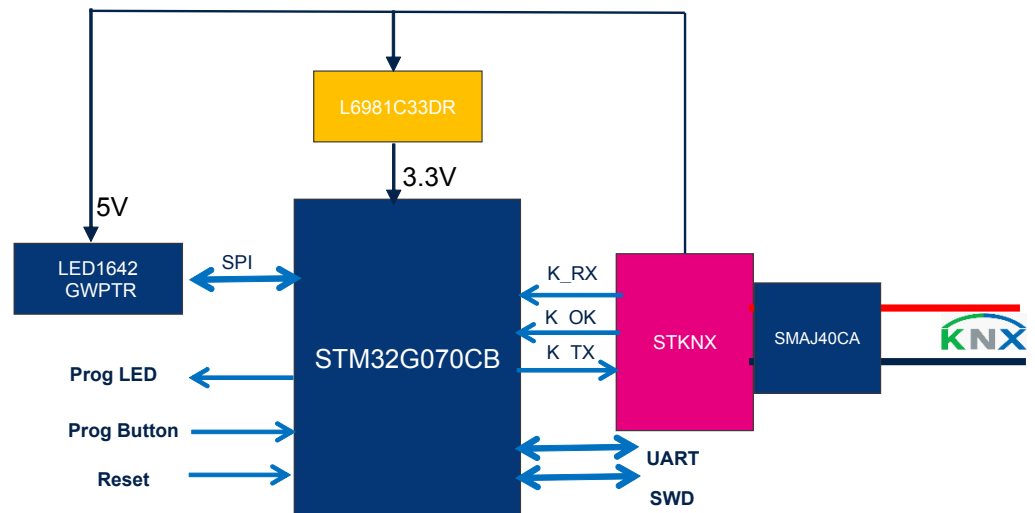 L6981C33DR
3.3V
5V
LED1642
GWPTR
SPI
STM32G070CB
K_RX
K_OK
K_TX
STKNX
SMAJ40CA
KNX
Prog LED
Prog Button
Reset
UART
SWD